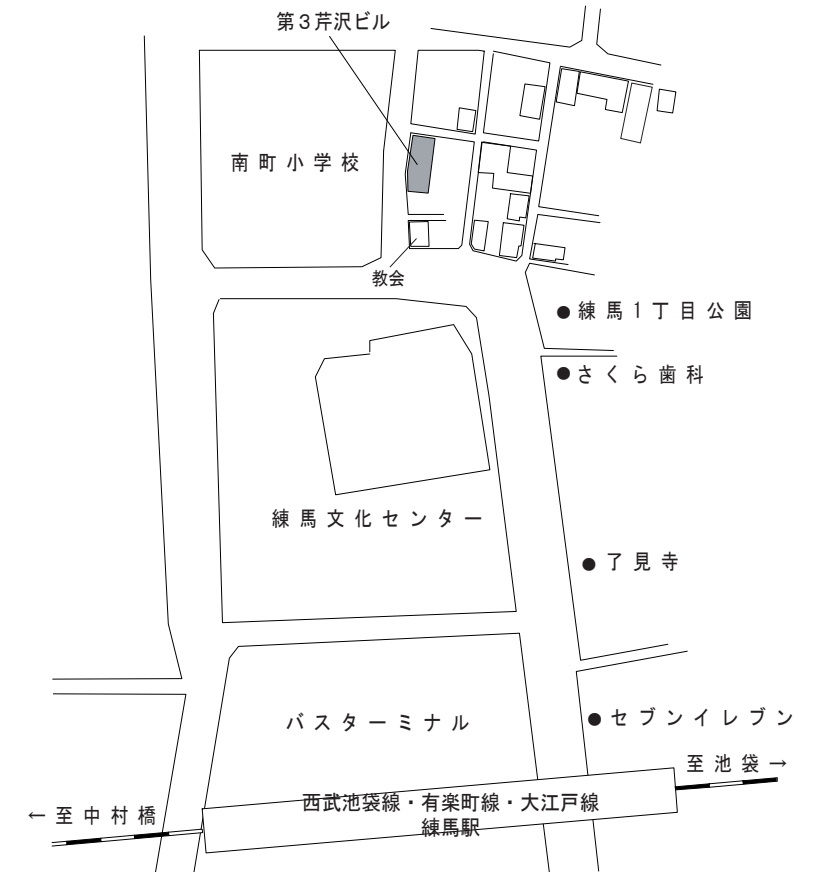 第３芹沢ビル
南町小学校
教会
練馬1丁目公園
さくら歯科
練馬文化センター
了見寺
セブンイレブン
バスターミナル
至池袋→
←至中村橋
西武池袋線・有楽町線・大江戸線
練馬駅